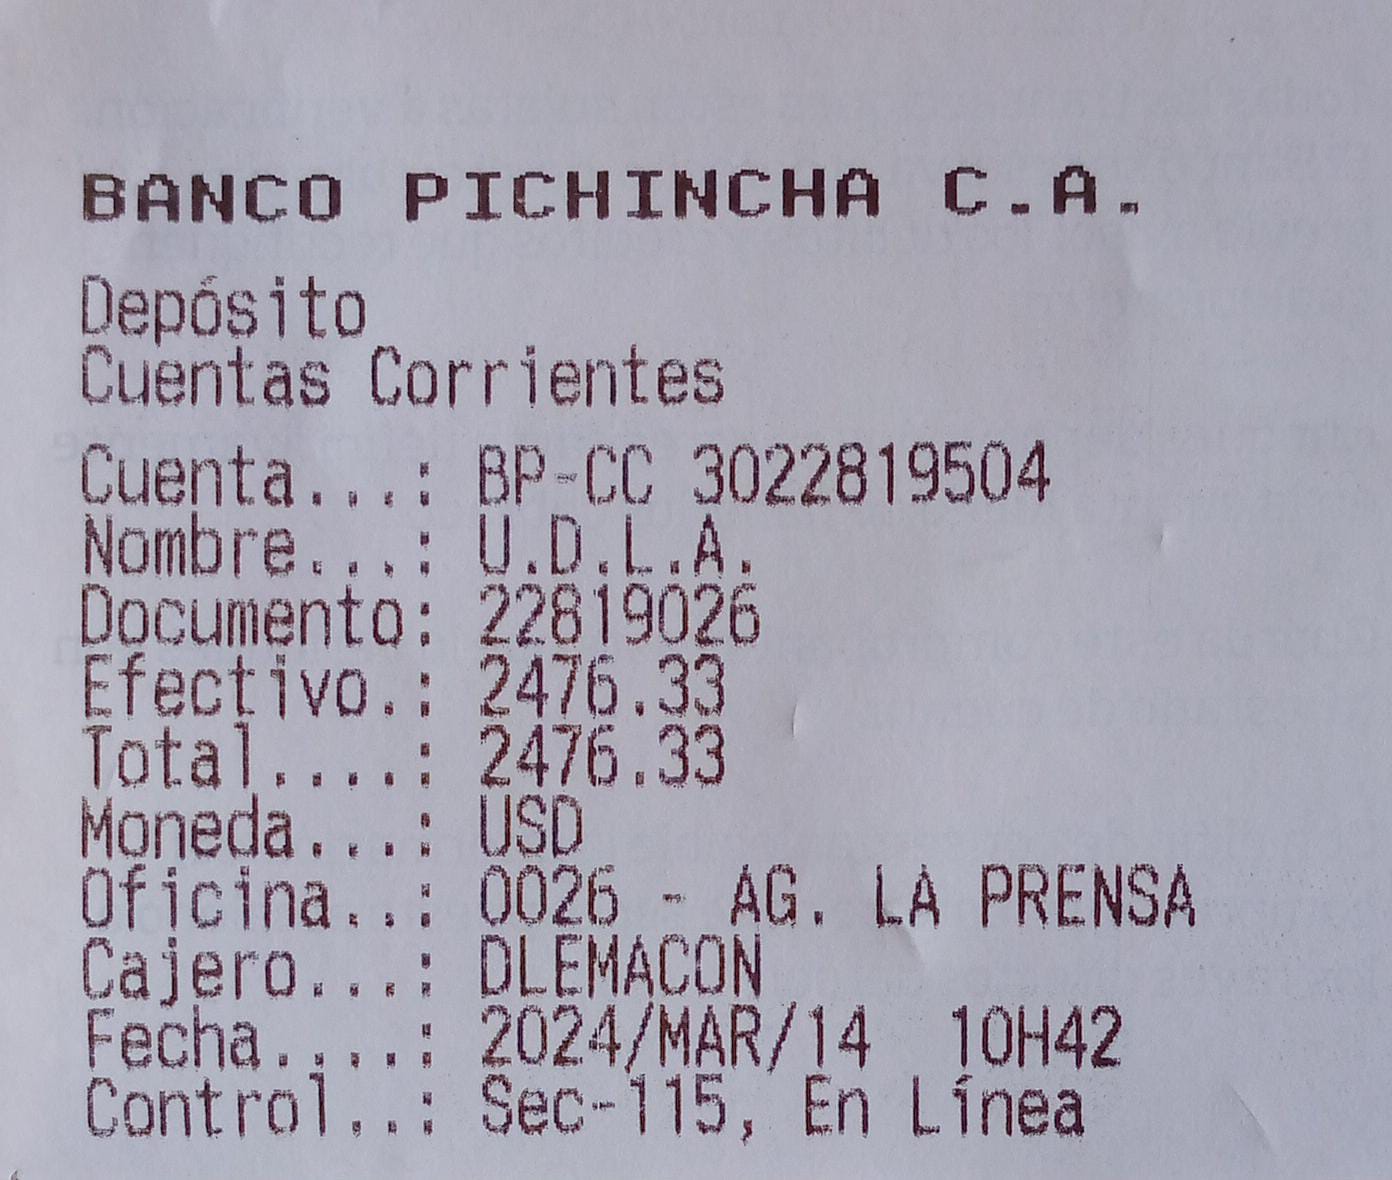 BANCO PICHINCHA C.A.
Depósito
Cuentas Corrientes
Cuenta...: BP-CC 3022819504
Nombre...: U.D.L.A.
Documento: 22819026
Efectivo.: 2476.33
Total....: 2476.33
Moneda...: USD
Oficina..: 0026 - AG. LA PRENSA
Cajero...: DLEMACON
Fecha....: 2024/MAR/14  10H42
Control..: Sec-115, En Línea